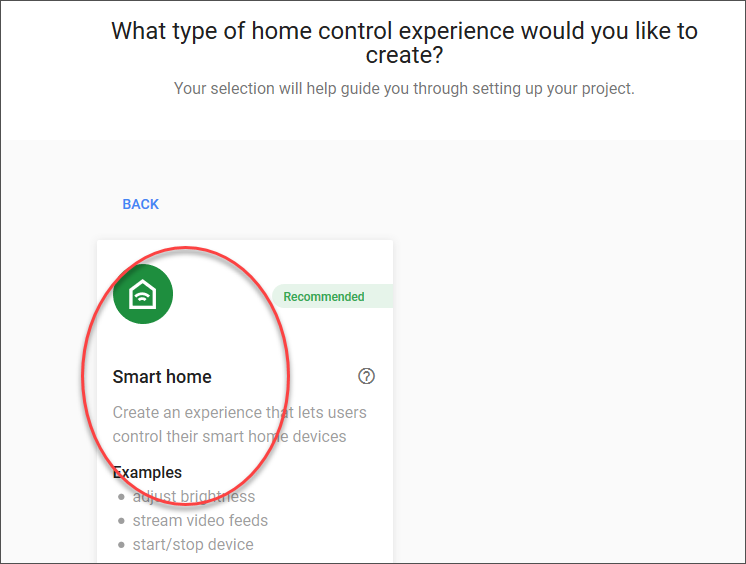 What type of home control experience would you like to
create?
Your selection will help guide you through setting up your project.
BACK
Recommended
Smart home
Create an experience that lets users
control their smart home devices
Examples
• adjust brightness
• stream video feeds
• start/stop device